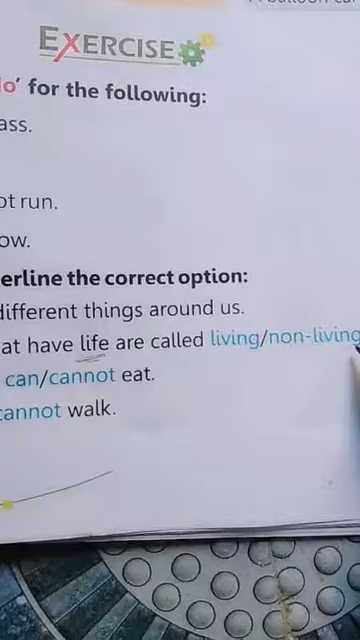 EXERCISE
for the following:
ass.
ot run.
ow.
erline the correct option:
different things around us.
at have life are called living/non-living
can/cannot eat.
cannot walk.